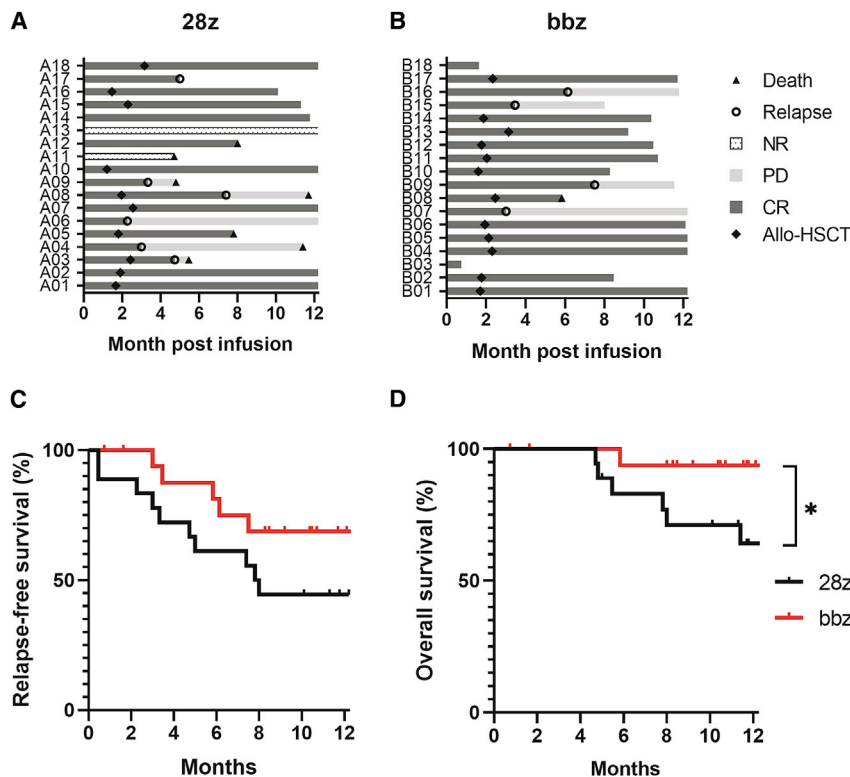 A
28z
A18
A17
A16
A15
A14
A13
A12
A11
A10
A09
A08
A07
A06
A05
A04
A03
A02
A01
0 2 4 6 8 10 12
Month post infusion
B
bbz
B18
B17
B16
B15
B14
B13
B12
B11
B10
B09
B08
B07
B06
B05
B04
B03
B02
B01
0 2 4 6 8 10 12
Month post infusion
Death
Relapse
NR
PD
CR
Allo-HSCT
C
Relapse-free survival (%)
100
50
0
0 2 4 6 8 10 12
Months
D
Overall survival (%)
100
50
0
0 2 4 6 8 10 12
Months
*
28z
bbz